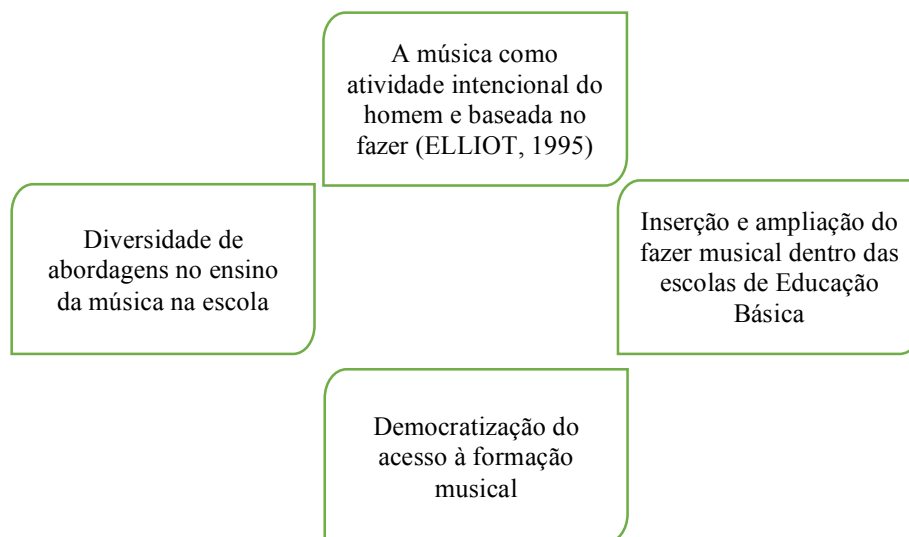 A música como
atividade intencional do
homem e baseada no
fazer (ELLIOT, 1995)
Diversidade de
abordagens no ensino
da música na escola
Inserção e ampliação do
fazer musical dentro das
escolas de Educação
Básica
Democratização do
acesso à formação
musical